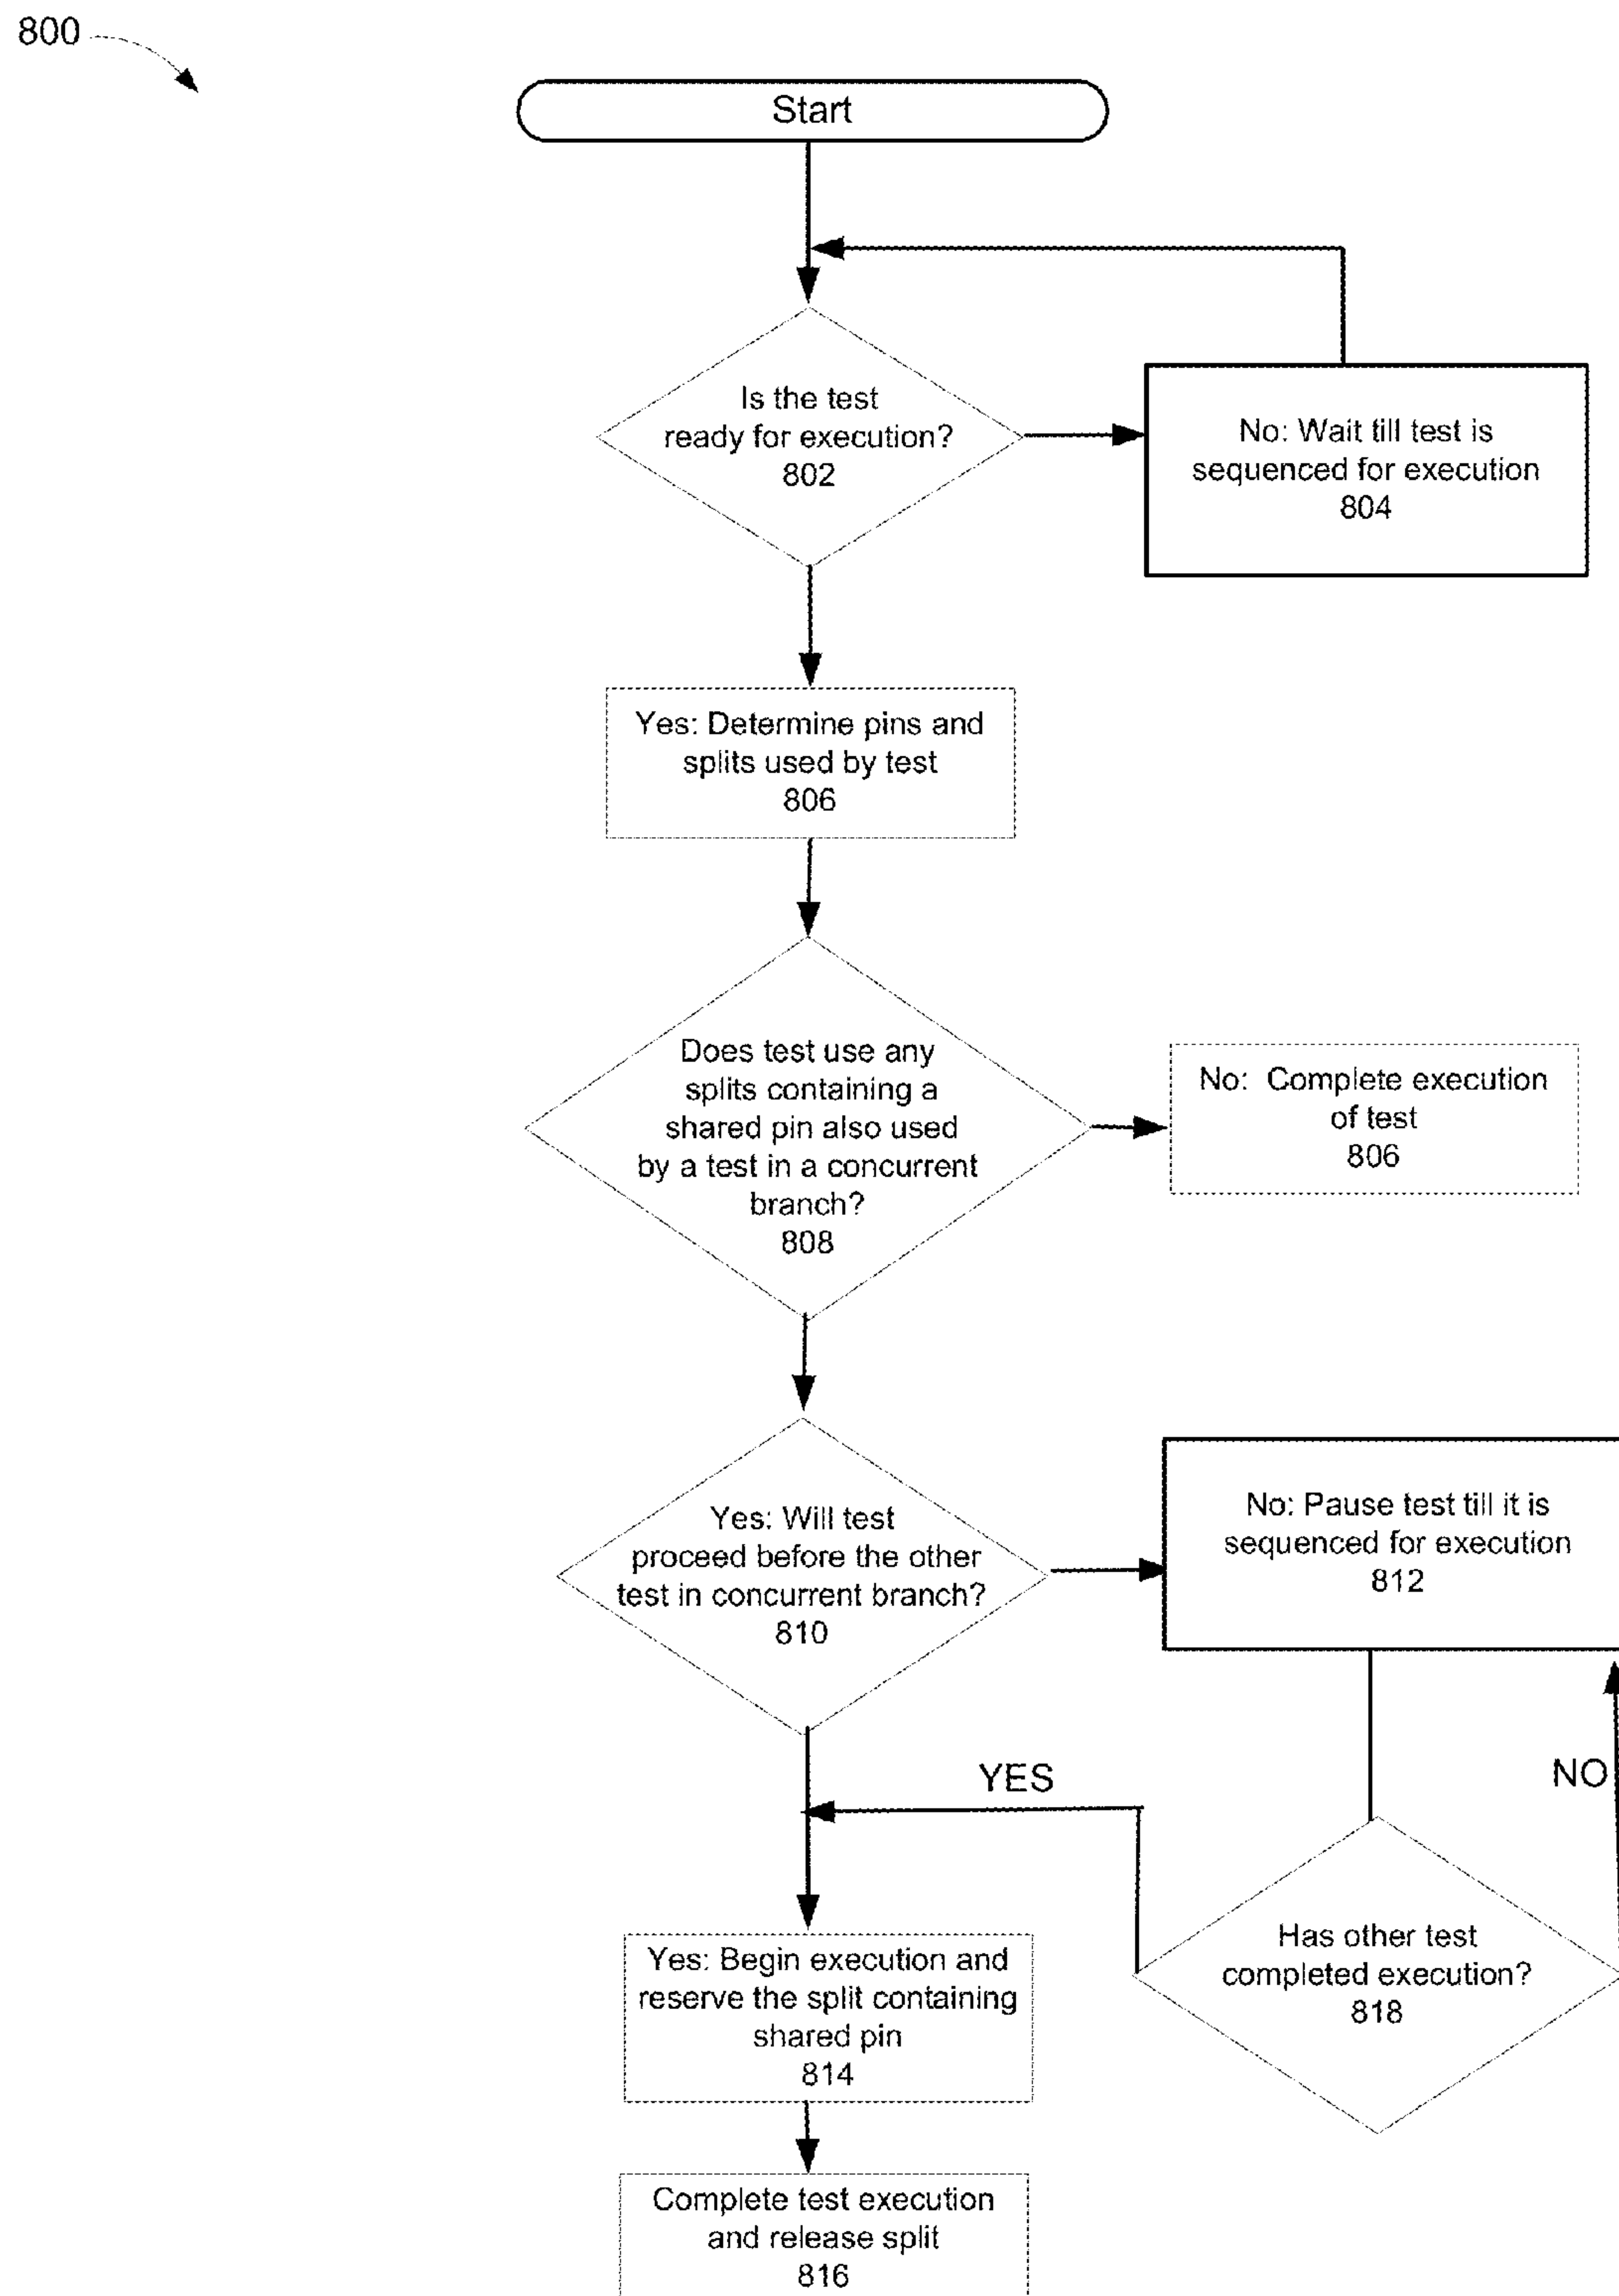 800
Start
Is the test
ready for execution?
802
No: Wait till test is
sequenced for execution
804
Yes: Determine pins and
splits used by test
806
Does test use any
splits containing a
shared pin also used
by a test in a concurrent
branch?
808
No:  Complete execution
of test
806
Yes: Will test
proceed before the other
test in concurrent branch?
810
No: Pause test till it is
sequenced for execution
812
YES
NO
Has other test
completed execution?
818
Yes: Begin execution and
reserve the split containing
shared pin
814
Complete test execution
and release split
816